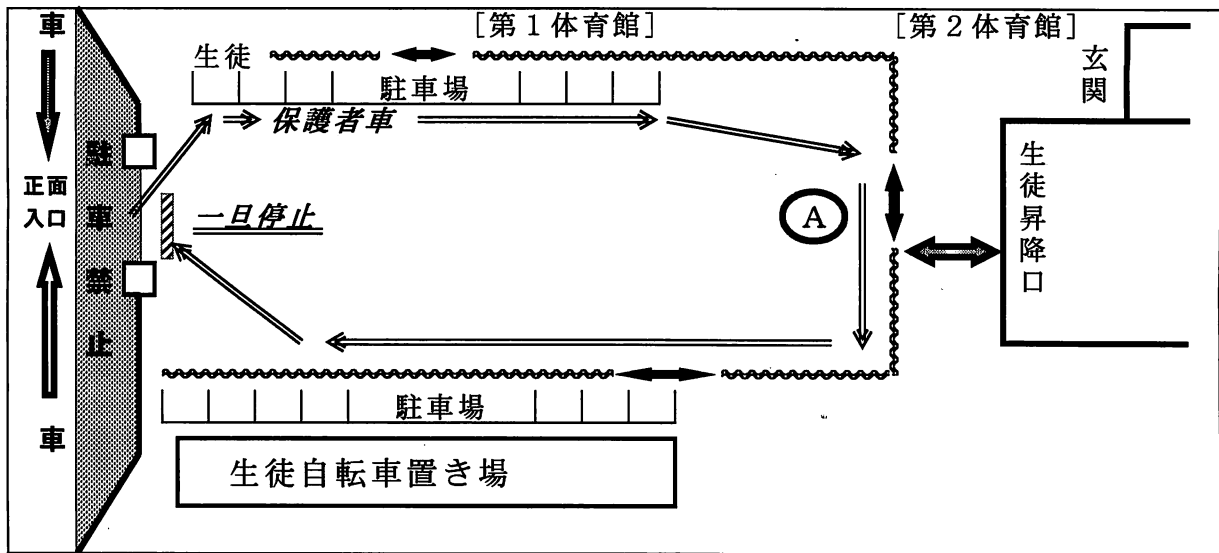 車
[第１体育館]
[第２体育館]
生徒
駐車場
玄関
保護者車
駐車禁止
正面
入口
一旦停止
A
生徒昇降口
駐車場
車
生徒自転車置き場